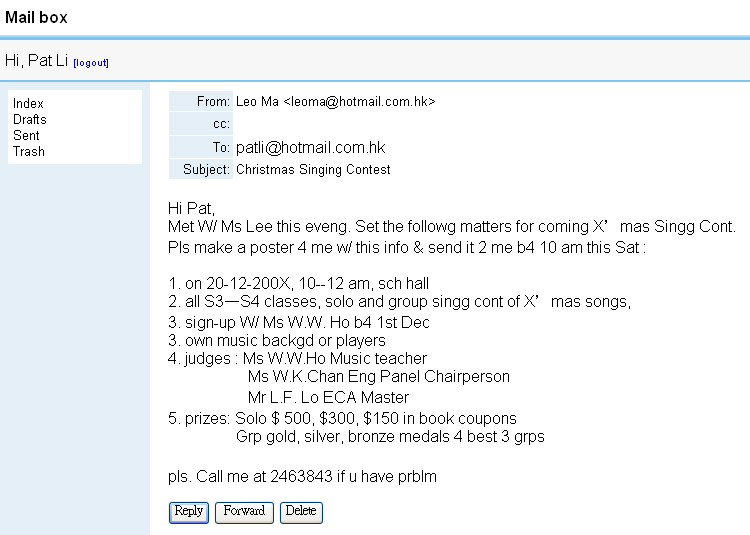 Mail box
Hi, Pat Li [logout]
Index
Drafts
Sent
Trash
From: Leo Ma <leoma@hotmail.com.hk>
cc:
To: patli@hotmail.com.hk
Subject: Christmas Singing Contest
Hi Pat,
Met W/ Ms Lee this eveng. Set the followg matters for coming X’mas Singg Cont.
Pls make a poster 4 me w/ this info & send it 2 me b4 10 am this Sat :
1. on 20-12-200X, 10--12 am, sch hall
2. all S3—S4 classes, solo and group singg cont of X’mas songs,
3. sign-up W/ Ms W.W. Ho b4 1st Dec
3. own music backgd or players
4. judges : Ms W.W.Ho Music teacher
Ms W.K.Chan Eng Panel Chairperson
Mr L.F. Lo ECA Master
5. prizes: Solo $ 500, $300, $150 in book coupons
Grp gold, silver, bronze medals 4 best 3 grps
pls. Call me at 2463843 if u have prblm
Reply Forward Delete